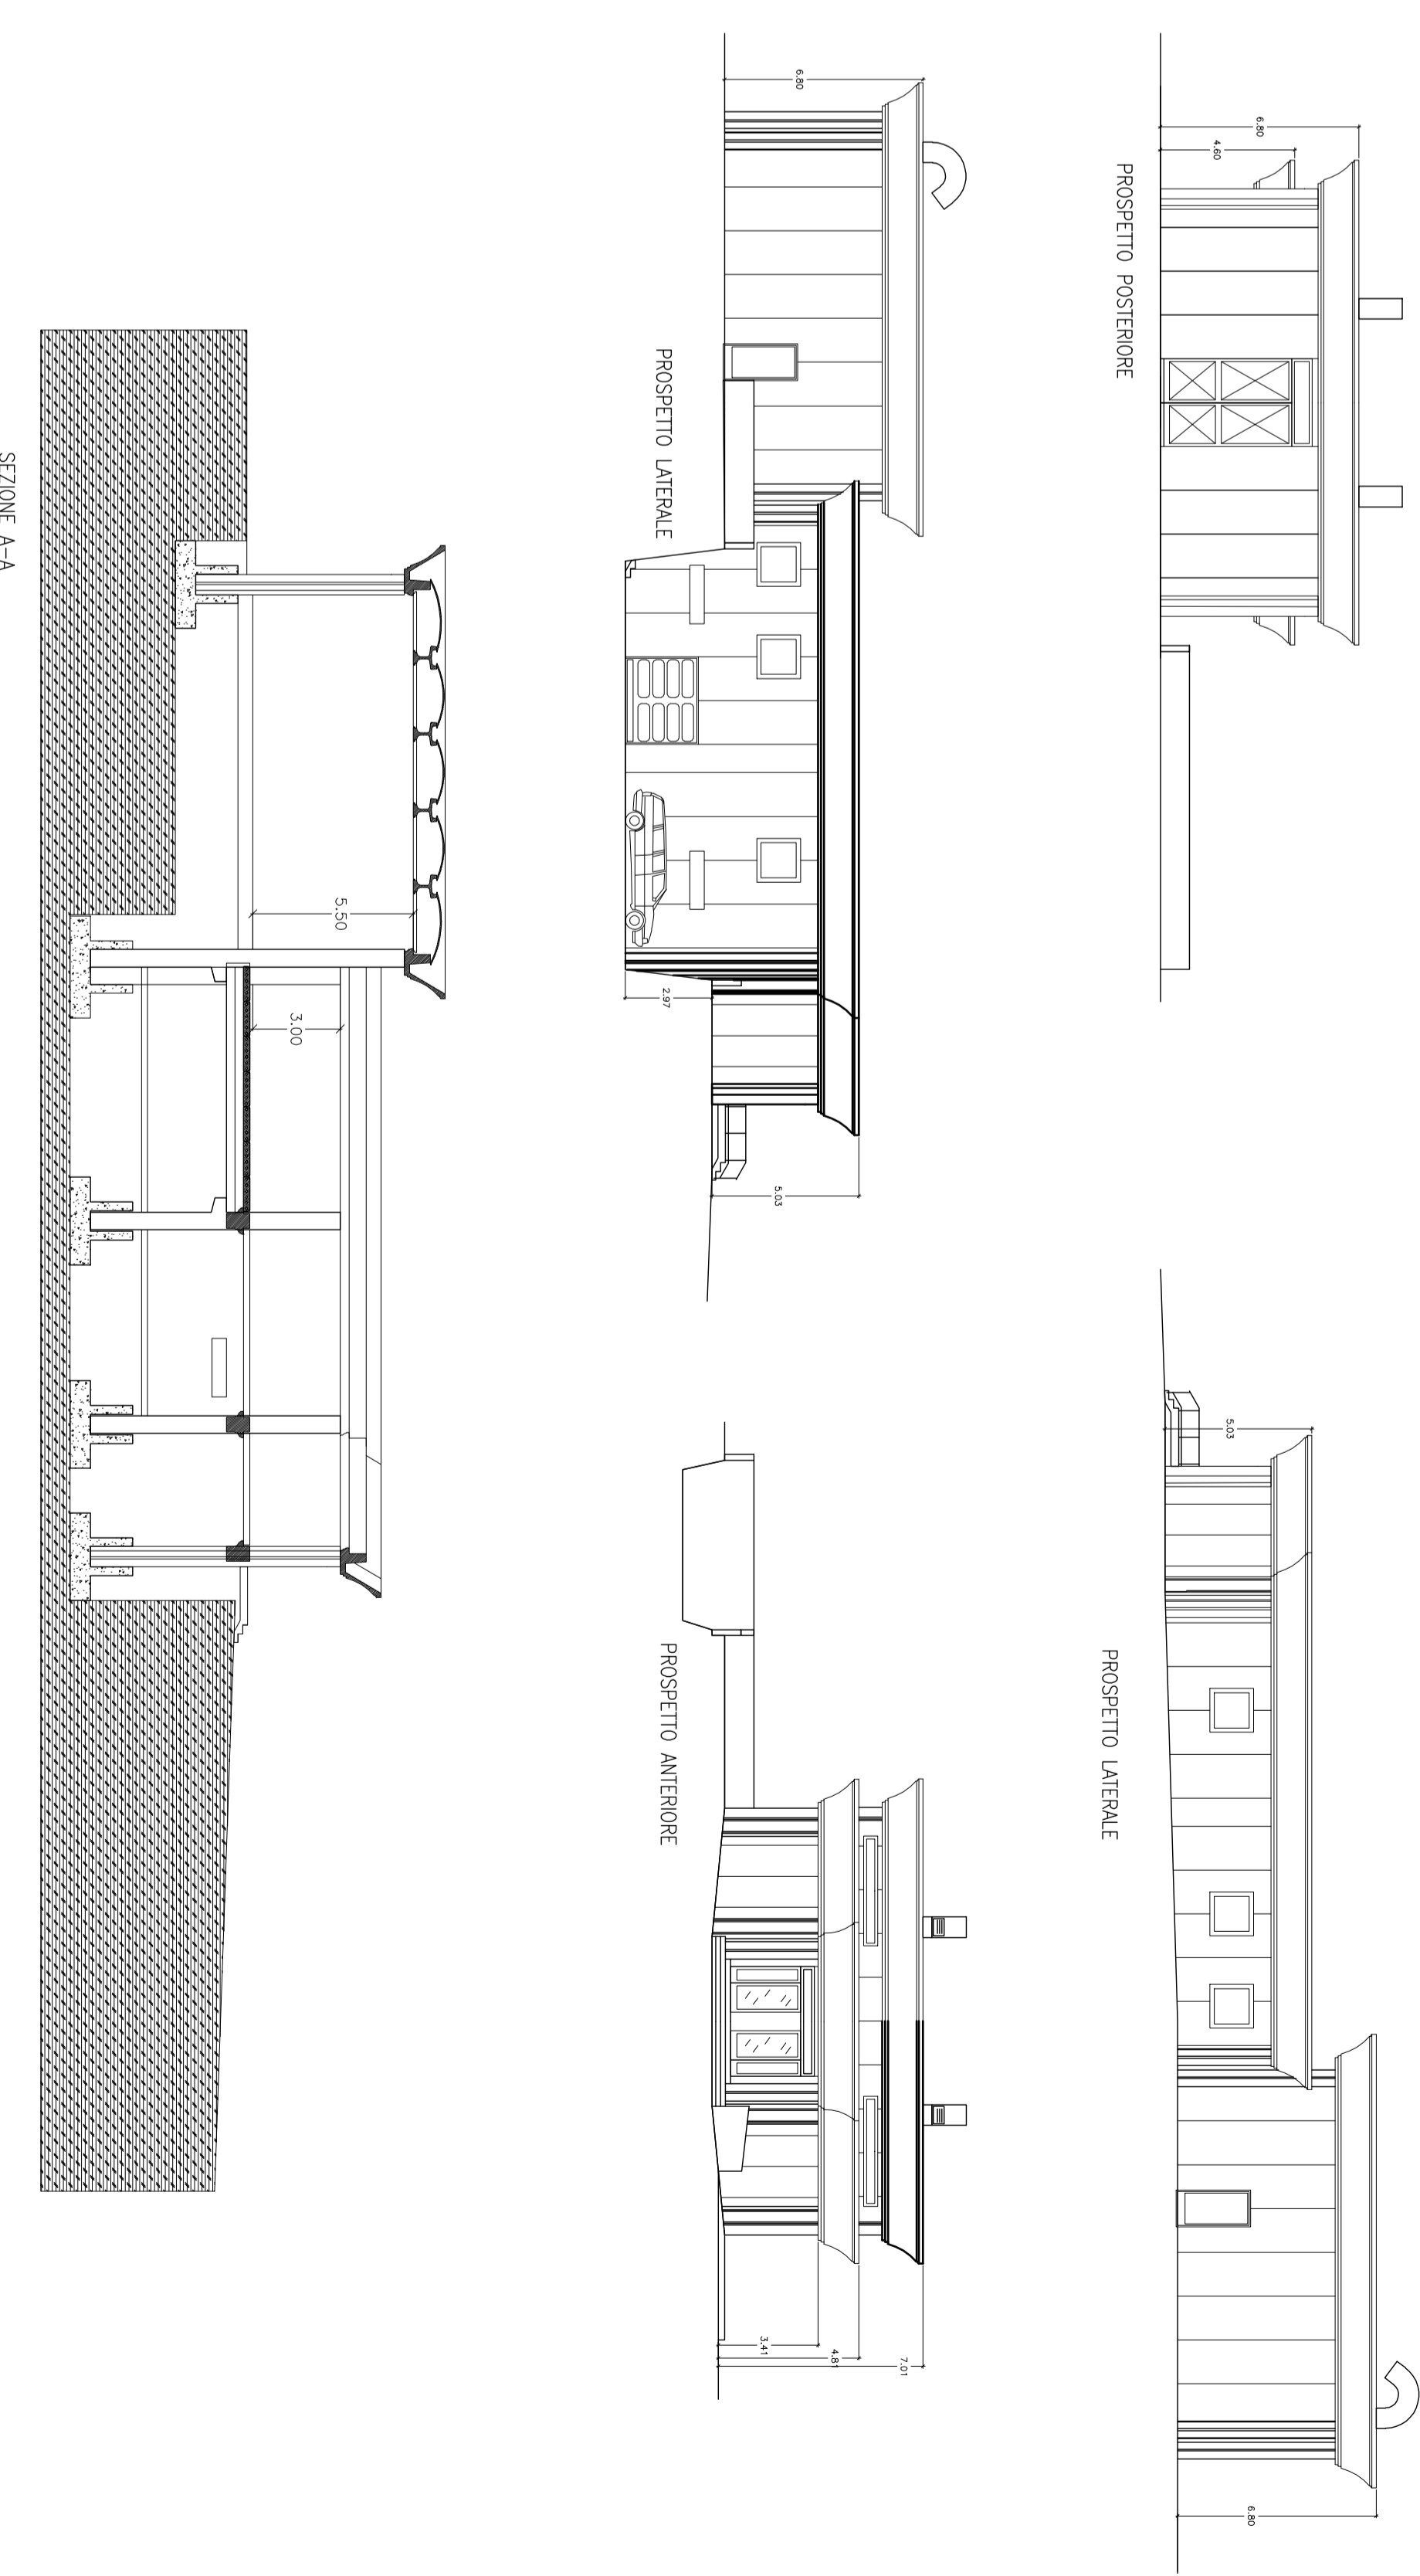 6.80
4.60
PROSPETTO POSTERIORE
5.03
6.80
PROSPETTO LATERALE
6.80
5.03
2.97
PROSPETTO LATERALE
7.01
4.81
3.41
PROSPETTO ANTERIORE
5.50
3.00
SEZIONE A-A